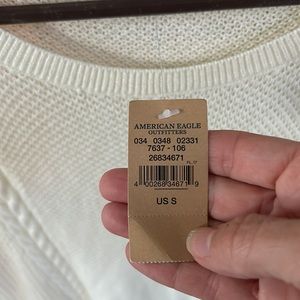 AMERICAN EAGLE
OUTFITTERS
034 0348 02331
7637 - 106
26834671
4 00268 34671 9
US S